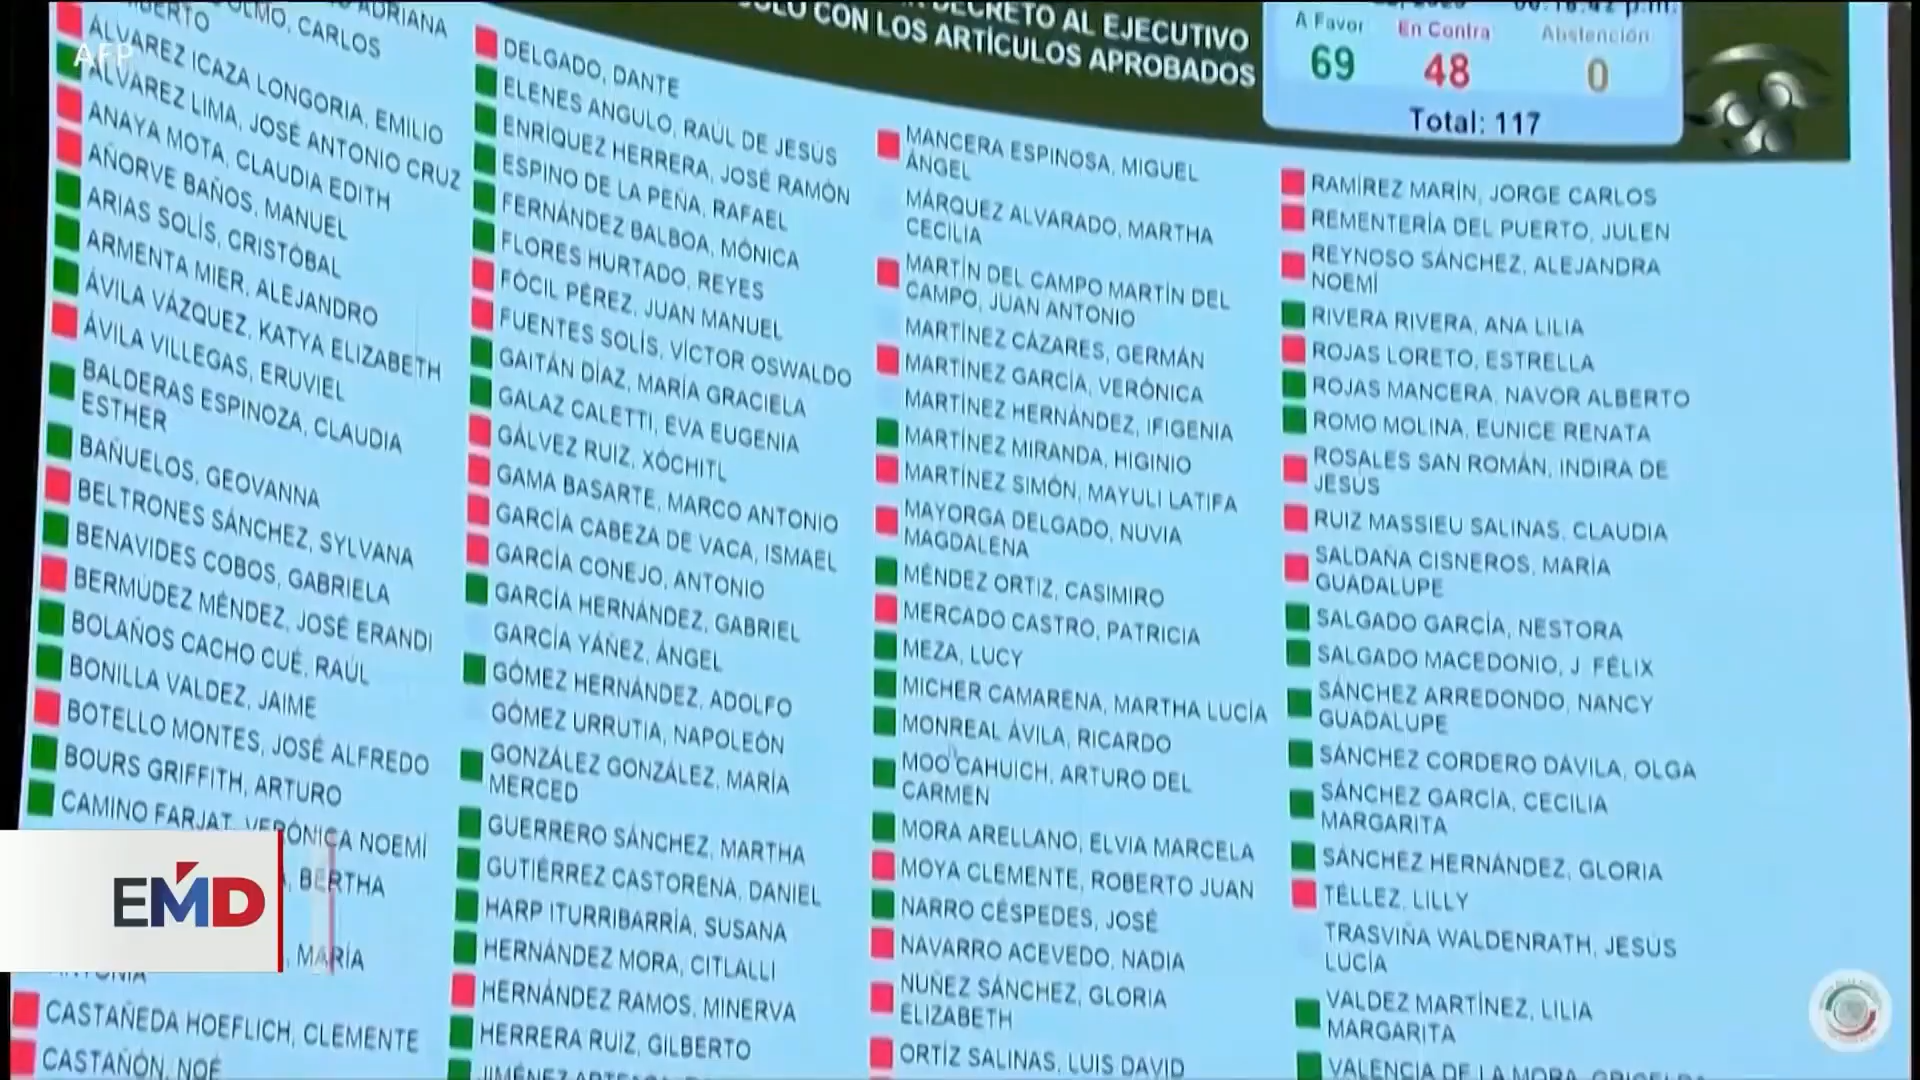 DECRETO AL EJECUTIVO
CON LOS ARTÍCULOS APROBADOS
A Favor
En Contra
Abstención
69
48
0
Total: 117
AFP
ADRIANA
OLMO, CARLOS
ÁLVAREZ ICAZA LONGORIA, EMILIO
ÁLVAREZ LIMA, JOSÉ ANTONIO CRUZ
ANAYA MOTA, CLAUDIA EDITH
AÑORVE BAÑOS, MANUEL
ARIAS SOLÍS, CRISTÓBAL
ARMENTA MIER, ALEJANDRO
ÁVILA VÁZQUEZ, KATYA ELIZABETH
ÁVILA VILLEGAS, ERUVIEL
BALDERAS ESPINOZA, CLAUDIA
ESTHER
BAÑUELOS, GEOVANNA
BELTRONES SÁNCHEZ, SYLVANA
BENAVIDES COBOS, GABRIELA
BERMÚDEZ MÉNDEZ, JOSÉ ERANDI
BOLAÑOS CACHO CUÉ, RAÚL
BONILLA VALDEZ, JAIME
BOTELLO MONTES, JOSÉ ALFREDO
BOURS GRIFFITH, ARTURO
CAMINO FARJAT, VERÓNICA NOEMÍ
BERTHA
MARÍA
CASTAÑEDA HOEFLICH, CLEMENTE
CASTAÑÓN, NOÉ
DELGADO, DANTE
ELENES ANGULO, RAÚL DE JESÚS
ENRÍQUEZ HERRERA, JOSÉ RAMÓN
ESPINO DE LA PEÑA, RAFAEL
FERNÁNDEZ BALBOA, MÓNICA
FLORES HURTADO, REYES
FÓCIL PÉREZ, JUAN MANUEL
FUENTES SOLÍS, VÍCTOR OSWALDO
GAITÁN DÍAZ, MARÍA GRACIELA
GALAZ CALETTI, EVA EUGENIA
GÁLVEZ RUIZ, XÓCHITL
GAMA BASARTE, MARCO ANTONIO
GARCÍA CABEZA DE VACA, ISMAEL
GARCÍA CONEJO, ANTONIO
GARCÍA HERNÁNDEZ, GABRIEL
GARCÍA YÁÑEZ, ÁNGEL
GÓMEZ HERNÁNDEZ, ADOLFO
GÓMEZ URRUTIA, NAPOLEÓN
GONZÁLEZ GONZÁLEZ, MARÍA
MERCED
GUERRERO SÁNCHEZ, MARTHA
GUTIÉRREZ CASTORENA, DANIEL
HARP ITURRIBARRÍA, SUSANA
HERNÁNDEZ MORA, CITLALLI
HERNÁNDEZ RAMOS, MINERVA
HERRERA RUIZ, GILBERTO
MANCERA ESPINOSA, MIGUEL
ÁNGEL
MÁRQUEZ ALVARADO, MARTHA
CECILIA
MARTÍN DEL CAMPO MARTÍN DEL
CAMPO, JUAN ANTONIO
MARTÍNEZ CÁZARES, GERMÁN
MARTÍNEZ GARCÍA, VERÓNICA
MARTÍNEZ HERNÁNDEZ, IFIGENIA
MARTÍNEZ MIRANDA, HIGINIO
MARTÍNEZ SIMÓN, MAYULI LATIFA
MAYORGA DELGADO, NUVIA
MAGDALENA
MÉNDEZ ORTIZ, CASIMIRO
MERCADO CASTRO, PATRICIA
MEZA, LUCY
MICHER CAMARENA, MARTHA LUCÍA
MONREAL ÁVILA, RICARDO
MOO CAHUICH, ARTURO DEL
CARMEN
MORA ARELLANO, ELVIA MARCELA
MOYA CLEMENTE, ROBERTO JUAN
NARRO CÉSPEDES, JOSÉ
NAVARRO ACEVEDO, NADIA
NUÑEZ SÁNCHEZ, GLORIA
ELIZABETH
ORTÍZ SALINAS, LUIS DAVID
RAMÍREZ MARÍN, JORGE CARLOS
REMENTERÍA DEL PUERTO, JULEN
REYNOSO SÁNCHEZ, ALEJANDRA
NOEMÍ
RIVERA RIVERA, ANA LILIA
ROJAS LORETO, ESTRELLA
ROJAS MANCERA, NAVOR ALBERTO
ROMO MOLINA, EUNICE RENATA
ROSALES SAN ROMÁN, INDIRA DE
JESÚS
RUIZ MASSIEU SALINAS, CLAUDIA
SALDAÑA CISNEROS, MARÍA
GUADALUPE
SALGADO GARCÍA, NESTORA
SALGADO MACEDONIO, J FÉLIX
SÁNCHEZ ARREDONDO, NANCY
GUADALUPE
SÁNCHEZ CORDERO DÁVILA, OLGA
SÁNCHEZ GARCÍA, CECILIA
MARGARITA
SÁNCHEZ HERNÁNDEZ, GLORIA
TÉLLEZ, LILLY
TRASVIÑA WALDENRATH, JESÚS
LUCÍA
VALDEZ MARTÍNEZ, LILIA
MARGARITA
VALENCIA DE LA MORA,
EMD